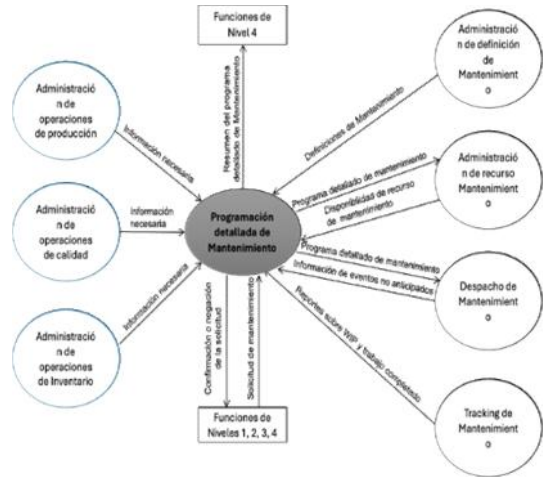 Funciones de
Nivel 4
Administració
n de
operaciones
de producción
Información necesaria
Resumen del programa
detallado de Mantenimiento
Definiciones de Mantenimiento
Administraci
ón de definición
de
Mantenimient
o
Administració
n de
operaciones
de calidad
Información
necesaria
Programación
detallada de
Mantenimiento
Programa detallado de mantenimiento
Disponibilidad de recurso
de mantenimiento
Administració
n de recurso
Mantenimient
o
Programa detallado de mantenimiento
Información de eventos no anticipados
Despacho de
Mantenimient
o
Administració
n de
operaciones
de Inventario
Información necesaria
Confirmación o negación
de la solicitud
Solicitud de mantenimiento
Reportes sobre WIP y trabajo completado
Funciones de
Niveles 1, 2, 3, 4
Tracking de
Mantenimient
o